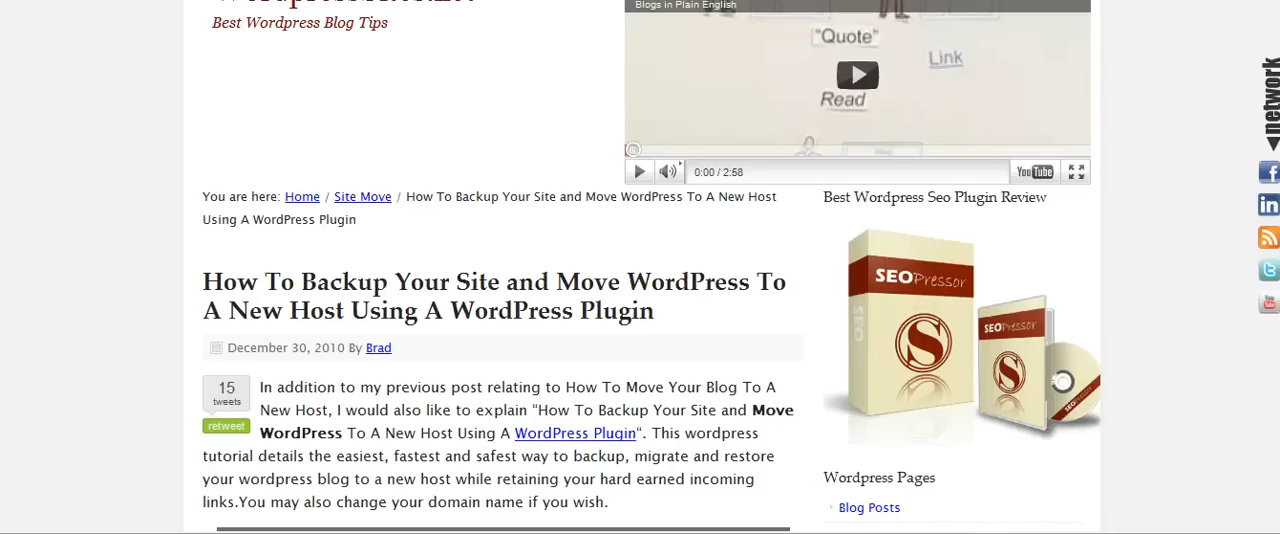 Best Wordpress Blog Tips
Blogs in Plain English
"Quote"
Link
Read
0:00 / 2:58
YouTube
network
You are here: Home / Site Move / How To Backup Your Site and Move WordPress To A New Host
Using A WordPress Plugin
Best Wordpress Seo Plugin Review
SEOPressor
SEO
S
SEOPressor
S
How To Backup Your Site and Move WordPress To
A New Host Using A WordPress Plugin
December 30, 2010 By Brad
15
tweets
retweet
In addition to my previous post relating to How To Move Your Blog To A
New Host, I would also like to explain “How To Backup Your Site and Move
WordPress To A New Host Using A WordPress Plugin“. This wordpress
tutorial details the easiest, fastest and safest way to backup, migrate and restore
your wordpress blog to a new host while retaining your hard earned incoming
links.You may also change your domain name if you wish.
Wordpress Pages
Blog Posts